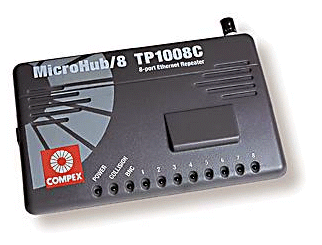 MicroHub/8 TP1008C
8-port Ethernet Repeater
COMPEX
POWER COLLISION BNC 1 2 3 4 5 6 7 8